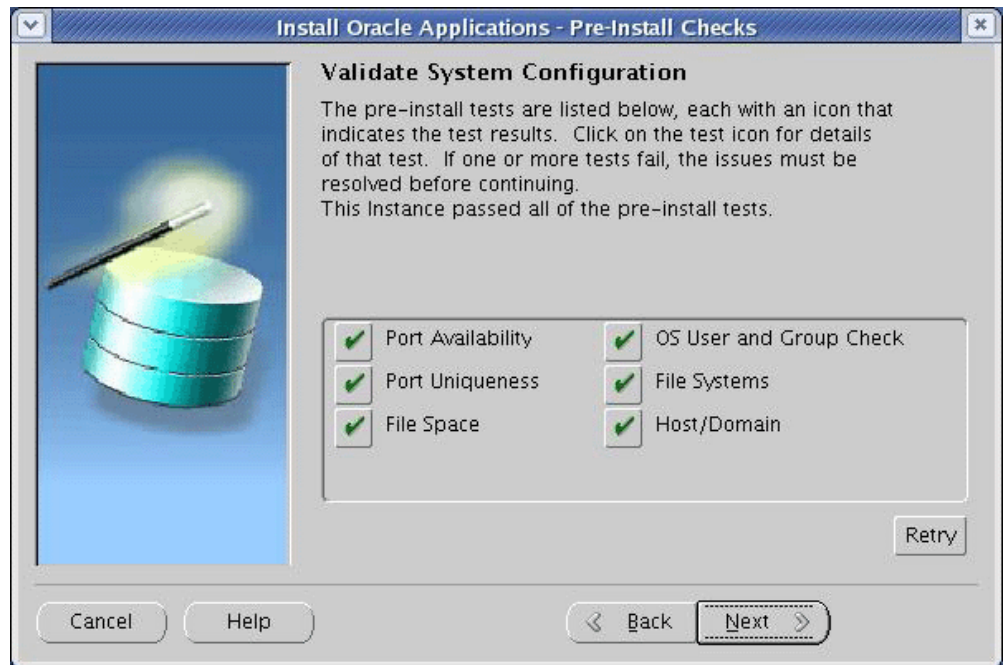 Install Oracle Applications - Pre-Install Checks
Validate System Configuration
The pre-install tests are listed below, each with an icon that
indicates the test results.  Click on the test icon for details
of that test.  If one or more tests fail, the issues must be
resolved before continuing.
This Instance passed all of the pre-install tests.
Port Availability
OS User and Group Check
Port Uniqueness
File Systems
File Space
Host/Domain
Retry
Cancel
Help
Back
Next